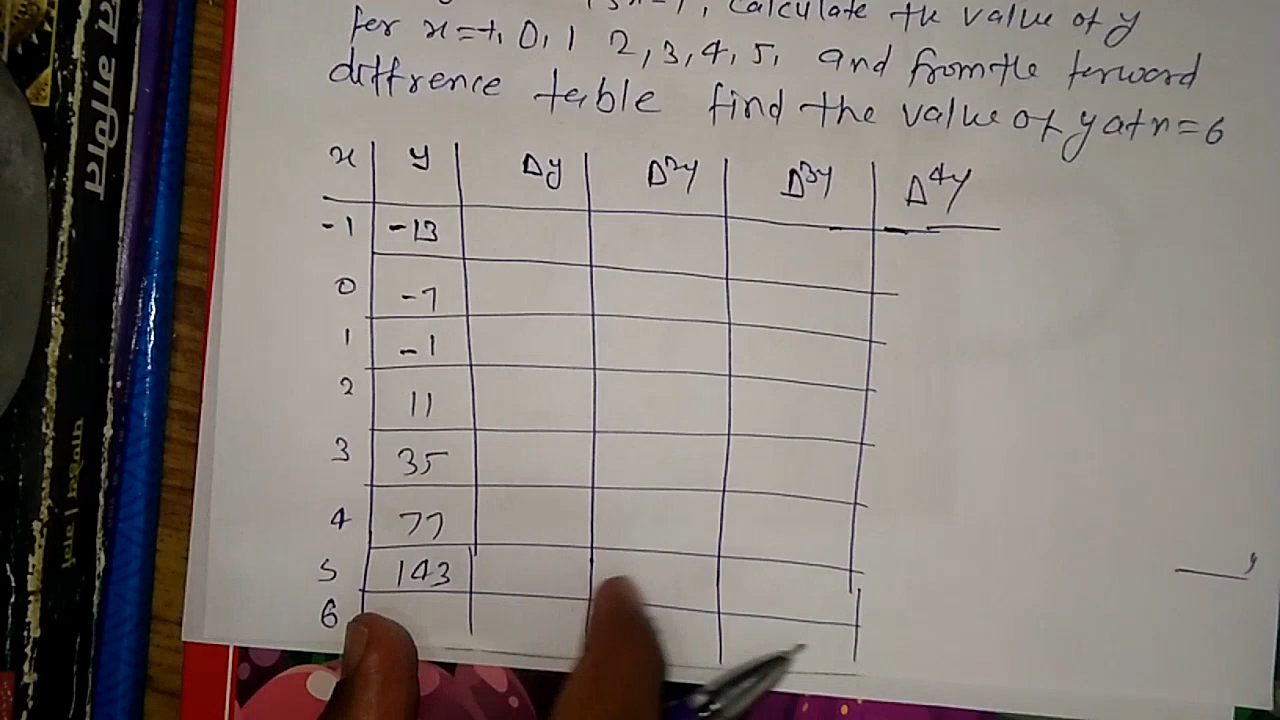 , calculate the value of y
for x=-1, 0, 1 2, 3, 4, 5, and from the forword
diffrence table find the value of y at x=6
x y Δy Δ²y Δ³y Δ⁴y
-1 -13
0 -7
1 -1
2 11
3 35
4 77
5 143
6